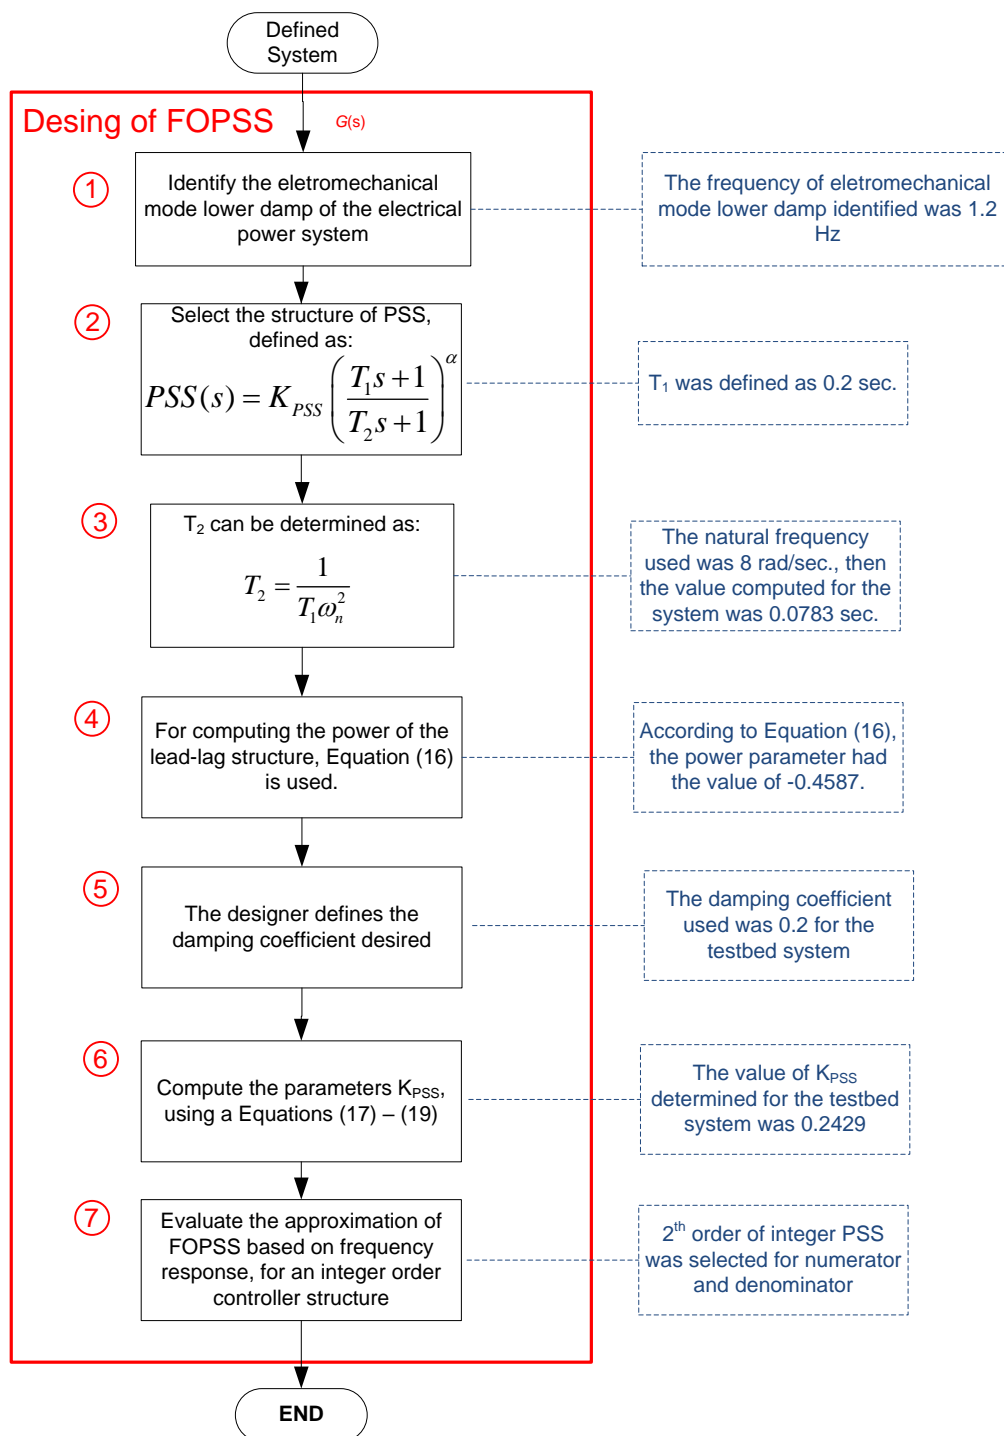 Defined
System
Desing of FOPSS
G(s)
1
Identify the eletromechanical
mode lower damp of the electrical
power system
The frequency of eletromechanical
mode lower damp identified was 1.2
Hz
2
Select the structure of PSS,
defined as:
PSS(s) = K_PSS ((T₁s + 1)/(T₂s + 1))^α
T₁ was defined as 0.2 sec.
3
T₂ can be determined as:
T₂ = 1/(T₁ω_n²)
The natural frequency
used was 8 rad/sec., then
the value computed for the
system was 0.0783 sec.
4
For computing the power of the
lead-lag structure, Equation (16)
is used.
According to Equation (16),
the power parameter had
the value of -0.4587.
5
The designer defines the
damping coefficient desired
The damping coefficient
used was 0.2 for the
testbed system
6
Compute the parameters K_PSS,
using a Equations (17) – (19)
The value of K_PSS
determined for the testbed
system was 0.2429
7
Evaluate the approximation of
FOPSS based on frequency
response, for an integer order
controller structure
2^th order of integer PSS
was selected for numerator
and denominator
END